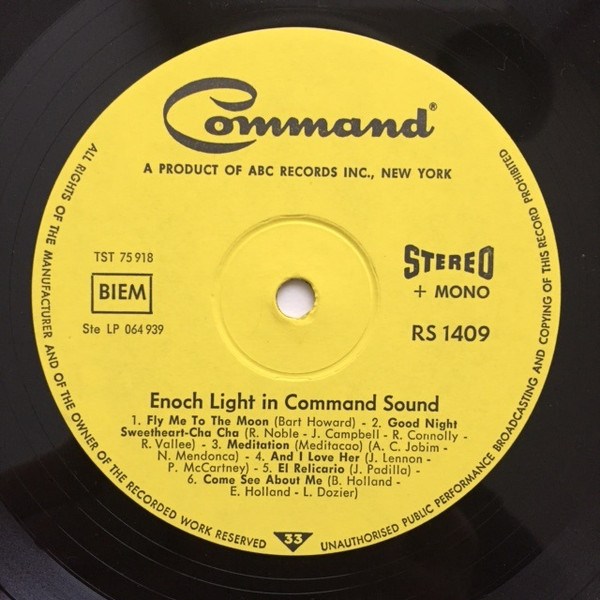 Command®
A PRODUCT OF ABC RECORDS INC., NEW YORK
TST 75 918
BIEM
Ste LP 064 939
STEREO
+ MONO
RS 1409
Enoch Light in Command Sound
1. Fly Me To The Moon (Bart Howard) - 2. Good Night
Sweetheart-Cha Cha (R. Noble - J. Campbell - R. Connolly -
R. Vallee) - 3. Meditation (Meditacao) (A. C. Jobim -
N. Mendonca) - 4. And I Love Her (J. Lennon -
P. McCartney) - 5. El Relicario (J. Padilla) -
6. Come See About Me (B. Holland -
E. Holland - L. Dozier)
33
ALL RIGHTS OF THE MANUFACTURER AND OF THE OWNER OF THE RECORDED WORK RESERVED
UNAUTHORISED PUBLIC PERFORMANCE BROADCASTING AND COPYING OF THIS RECORD PROHIBITED